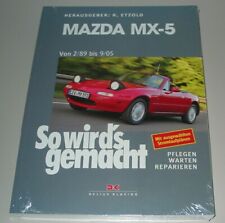 HERAUSGEBER: R. ETZOLD
MAZDA MX-5
Von 2/89 bis 9/05
So wird's
gemacht
Mit ausgewählten
Stromlaufplänen
PFLEGEN
WARTEN
REPARIEREN
DELIUS KLASING